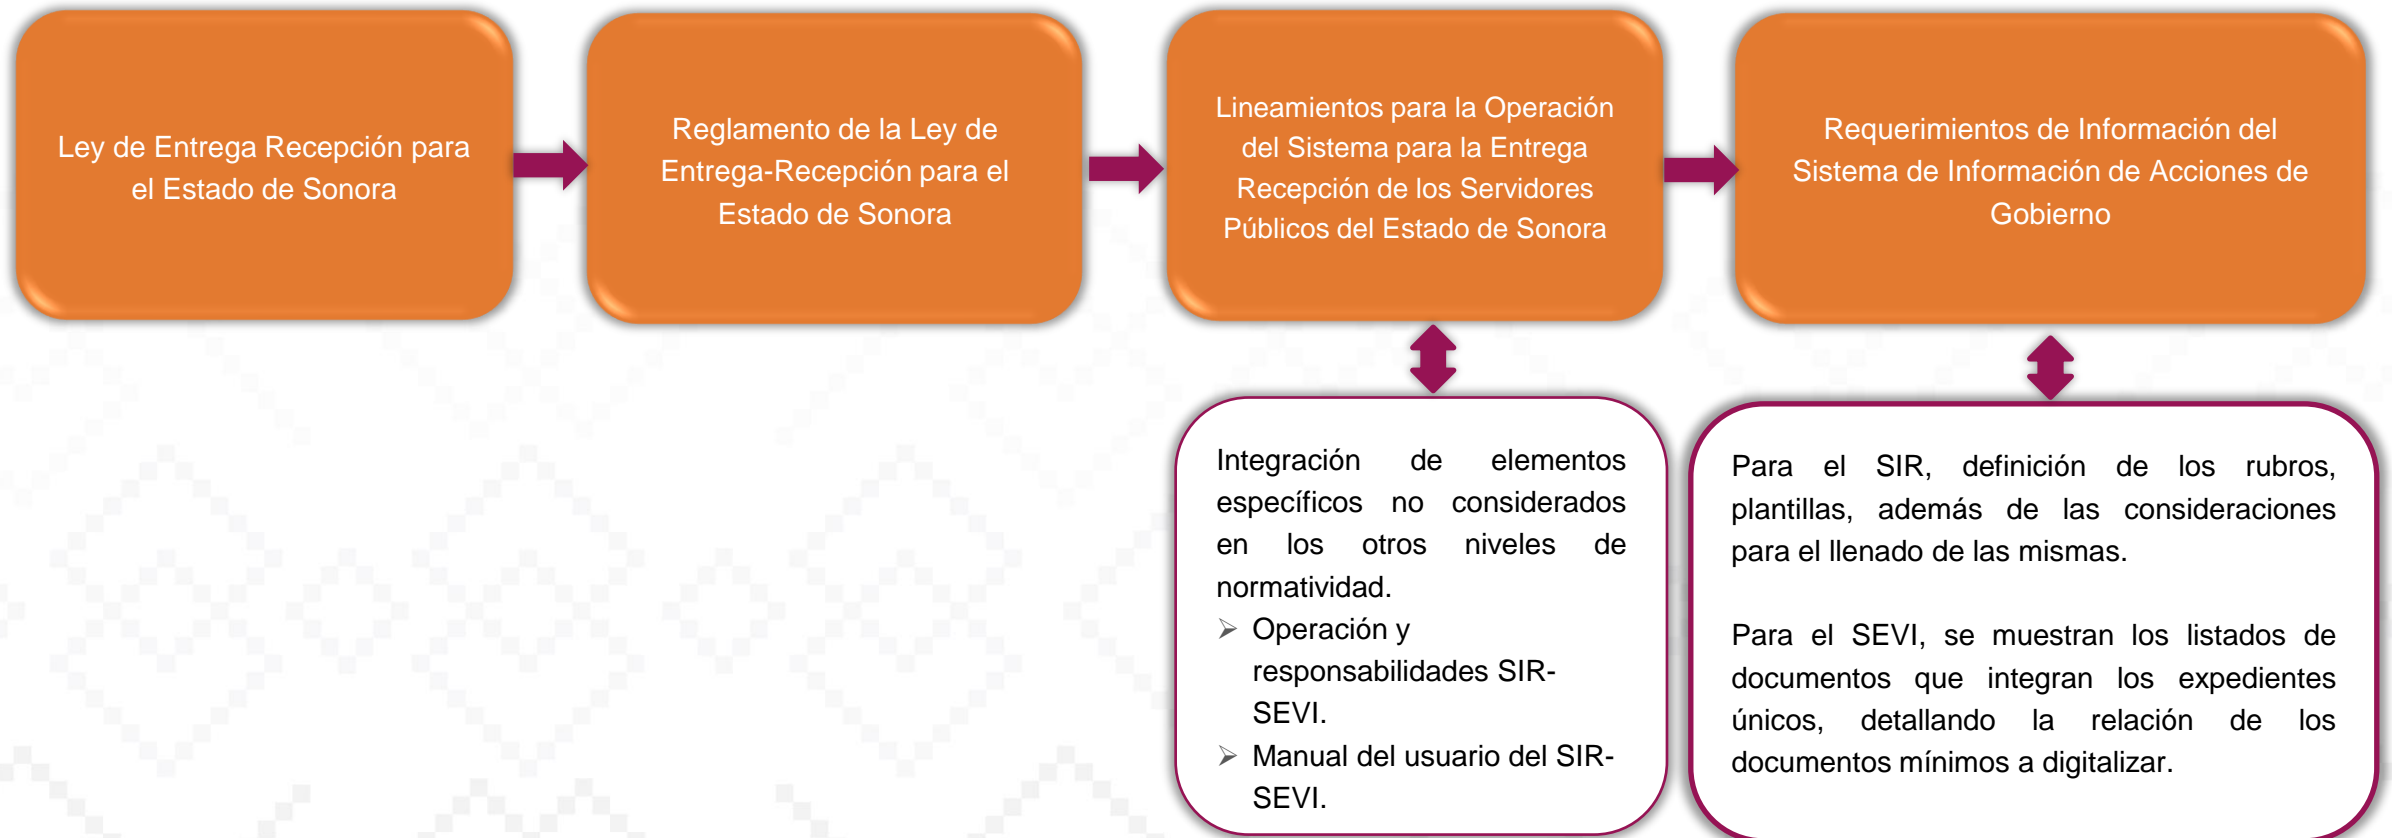 Ley de Entrega Recepción para
el Estado de Sonora
Reglamento de la Ley de
Entrega-Recepción para el
Estado de Sonora
Lineamientos para la Operación
del Sistema para la Entrega
Recepción de los Servidores
Públicos del Estado de Sonora
Requerimientos de Información del
Sistema de Información de Acciones de
Gobierno
Integración de elementos
específicos no considerados
en los otros niveles de
normatividad.
➢ Operación y
responsabilidades SIR-
SEVI.
➢ Manual del usuario del SIR-
SEVI.
Para el SIR, definición de los rubros,
plantillas, además de las consideraciones
para el llenado de las mismas.
Para el SEVI, se muestran los listados de
documentos que integran los expedientes
únicos, detallando la relación de los
documentos mínimos a digitalizar.